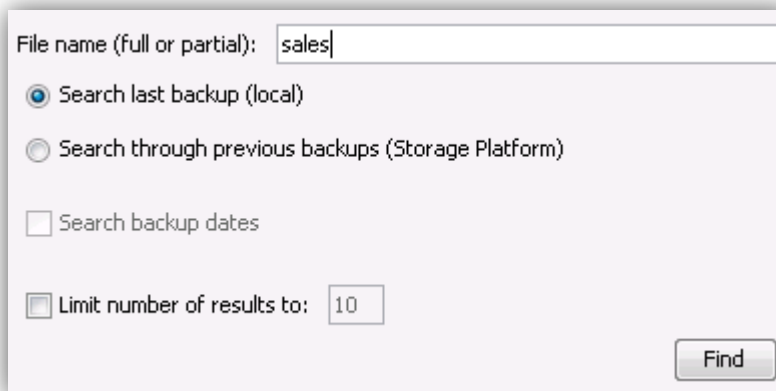 File name (full or partial): sales
Search last backup (local)
Search through previous backups (Storage Platform)
Search backup dates
Limit number of results to: 10
Find